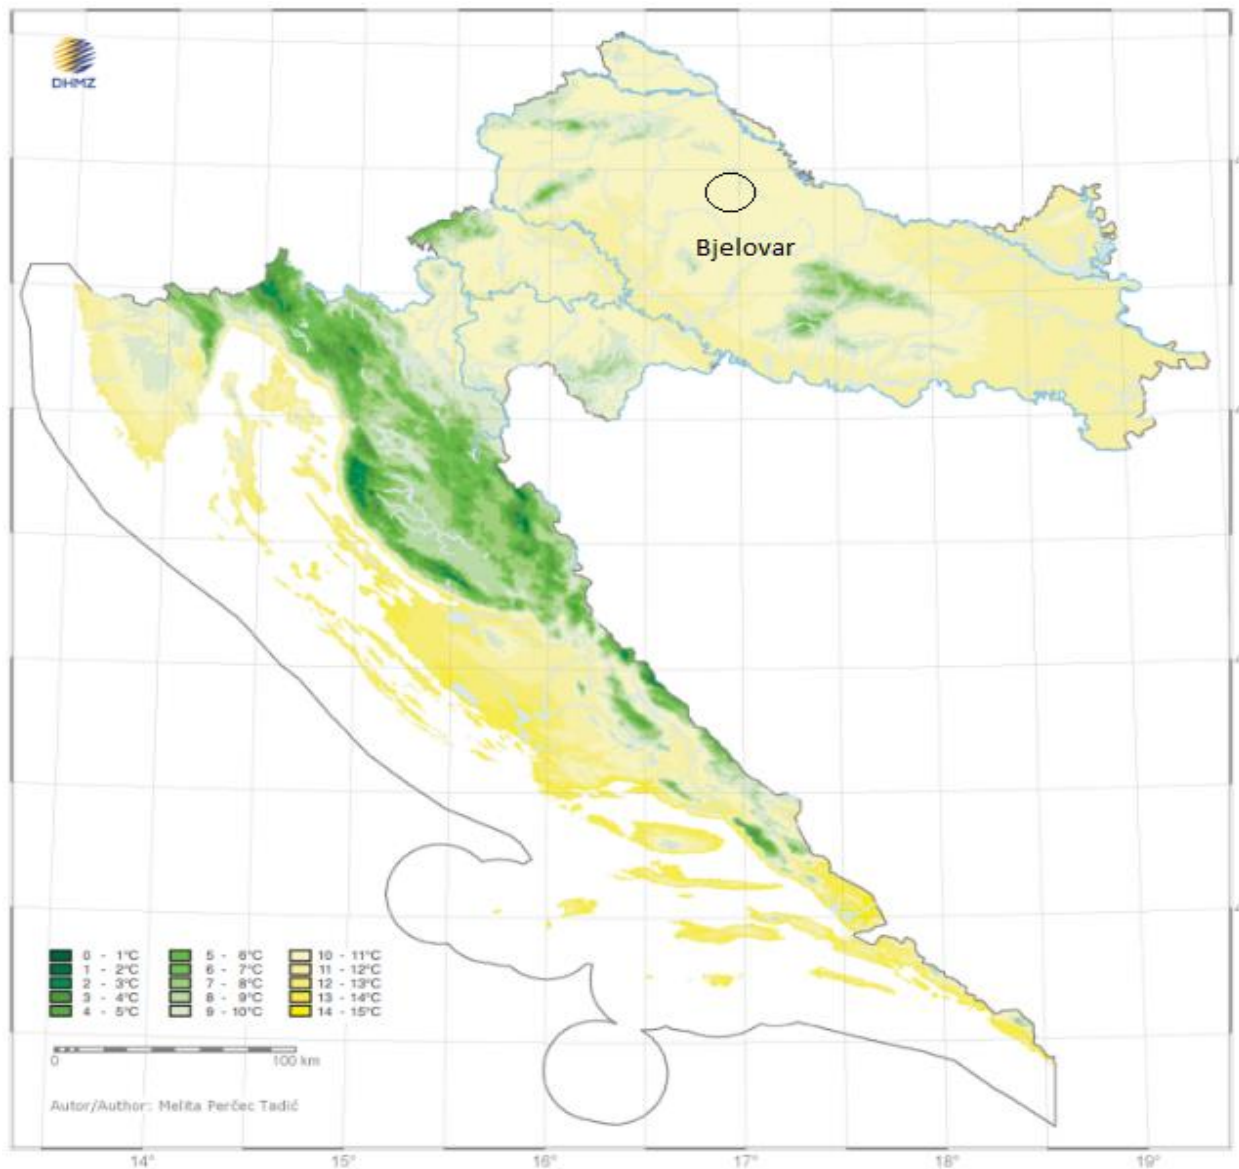 DHMZ
Bjelovar
0 - 1°C
1 - 2°C
2 - 3°C
3 - 4°C
4 - 5°C
5 - 6°C
6 - 7°C
7 - 8°C
8 - 9°C
9 - 10°C
10 - 11°C
11 - 12°C
12 - 13°C
13 - 14°C
14 - 15°C
0 100 km
Autor/Author: Melita Perčec Tadić
14° 15° 16° 17° 18° 19°